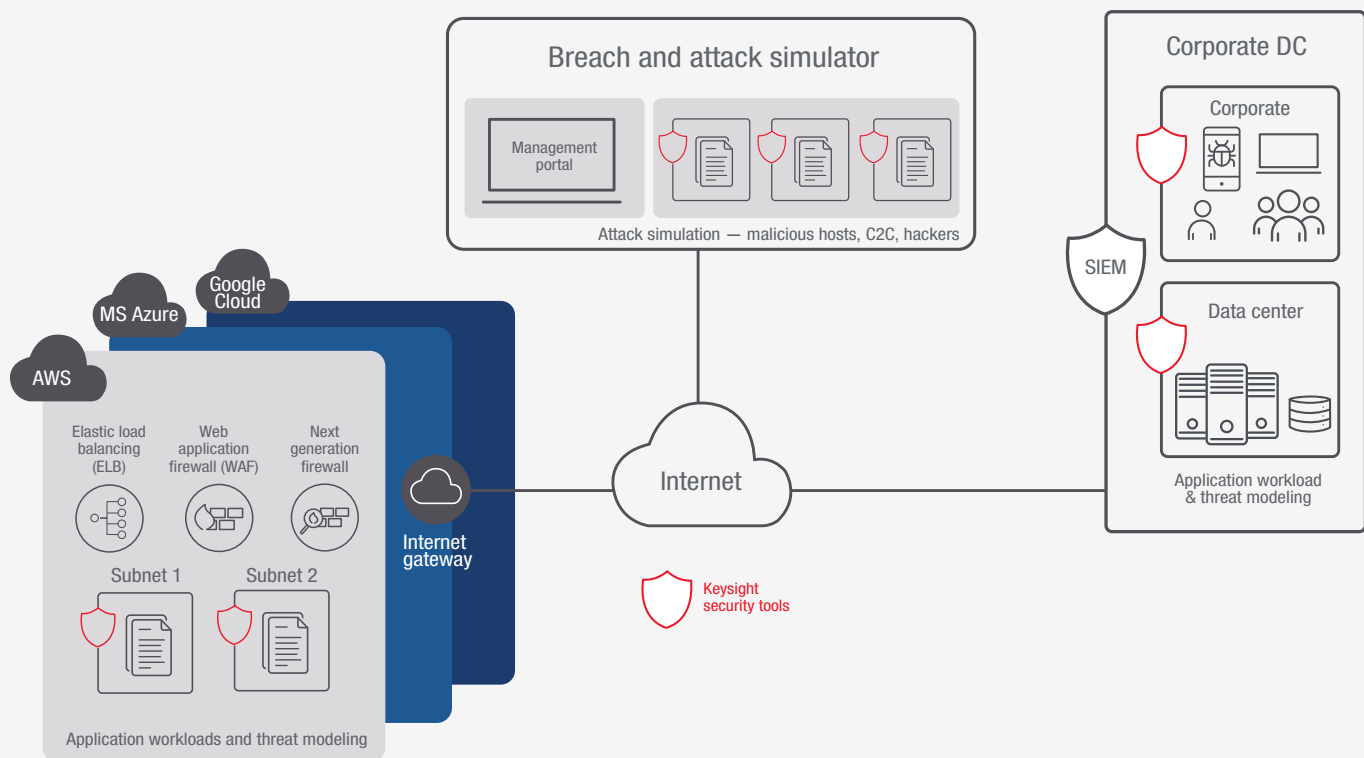 Breach and attack simulator
Management
portal
Attack simulation — malicious hosts, C2C, hackers
Corporate DC
Corporate
SIEM
Data center
Application workload
& threat modeling
Google
Cloud
MS Azure
AWS
Elastic load
balancing
(ELB)
Web
application
firewall (WAF)
Next
generation
firewall
Subnet 1
Subnet 2
Application workloads and threat modeling
Internet
gateway
Internet
Keysight
security tools